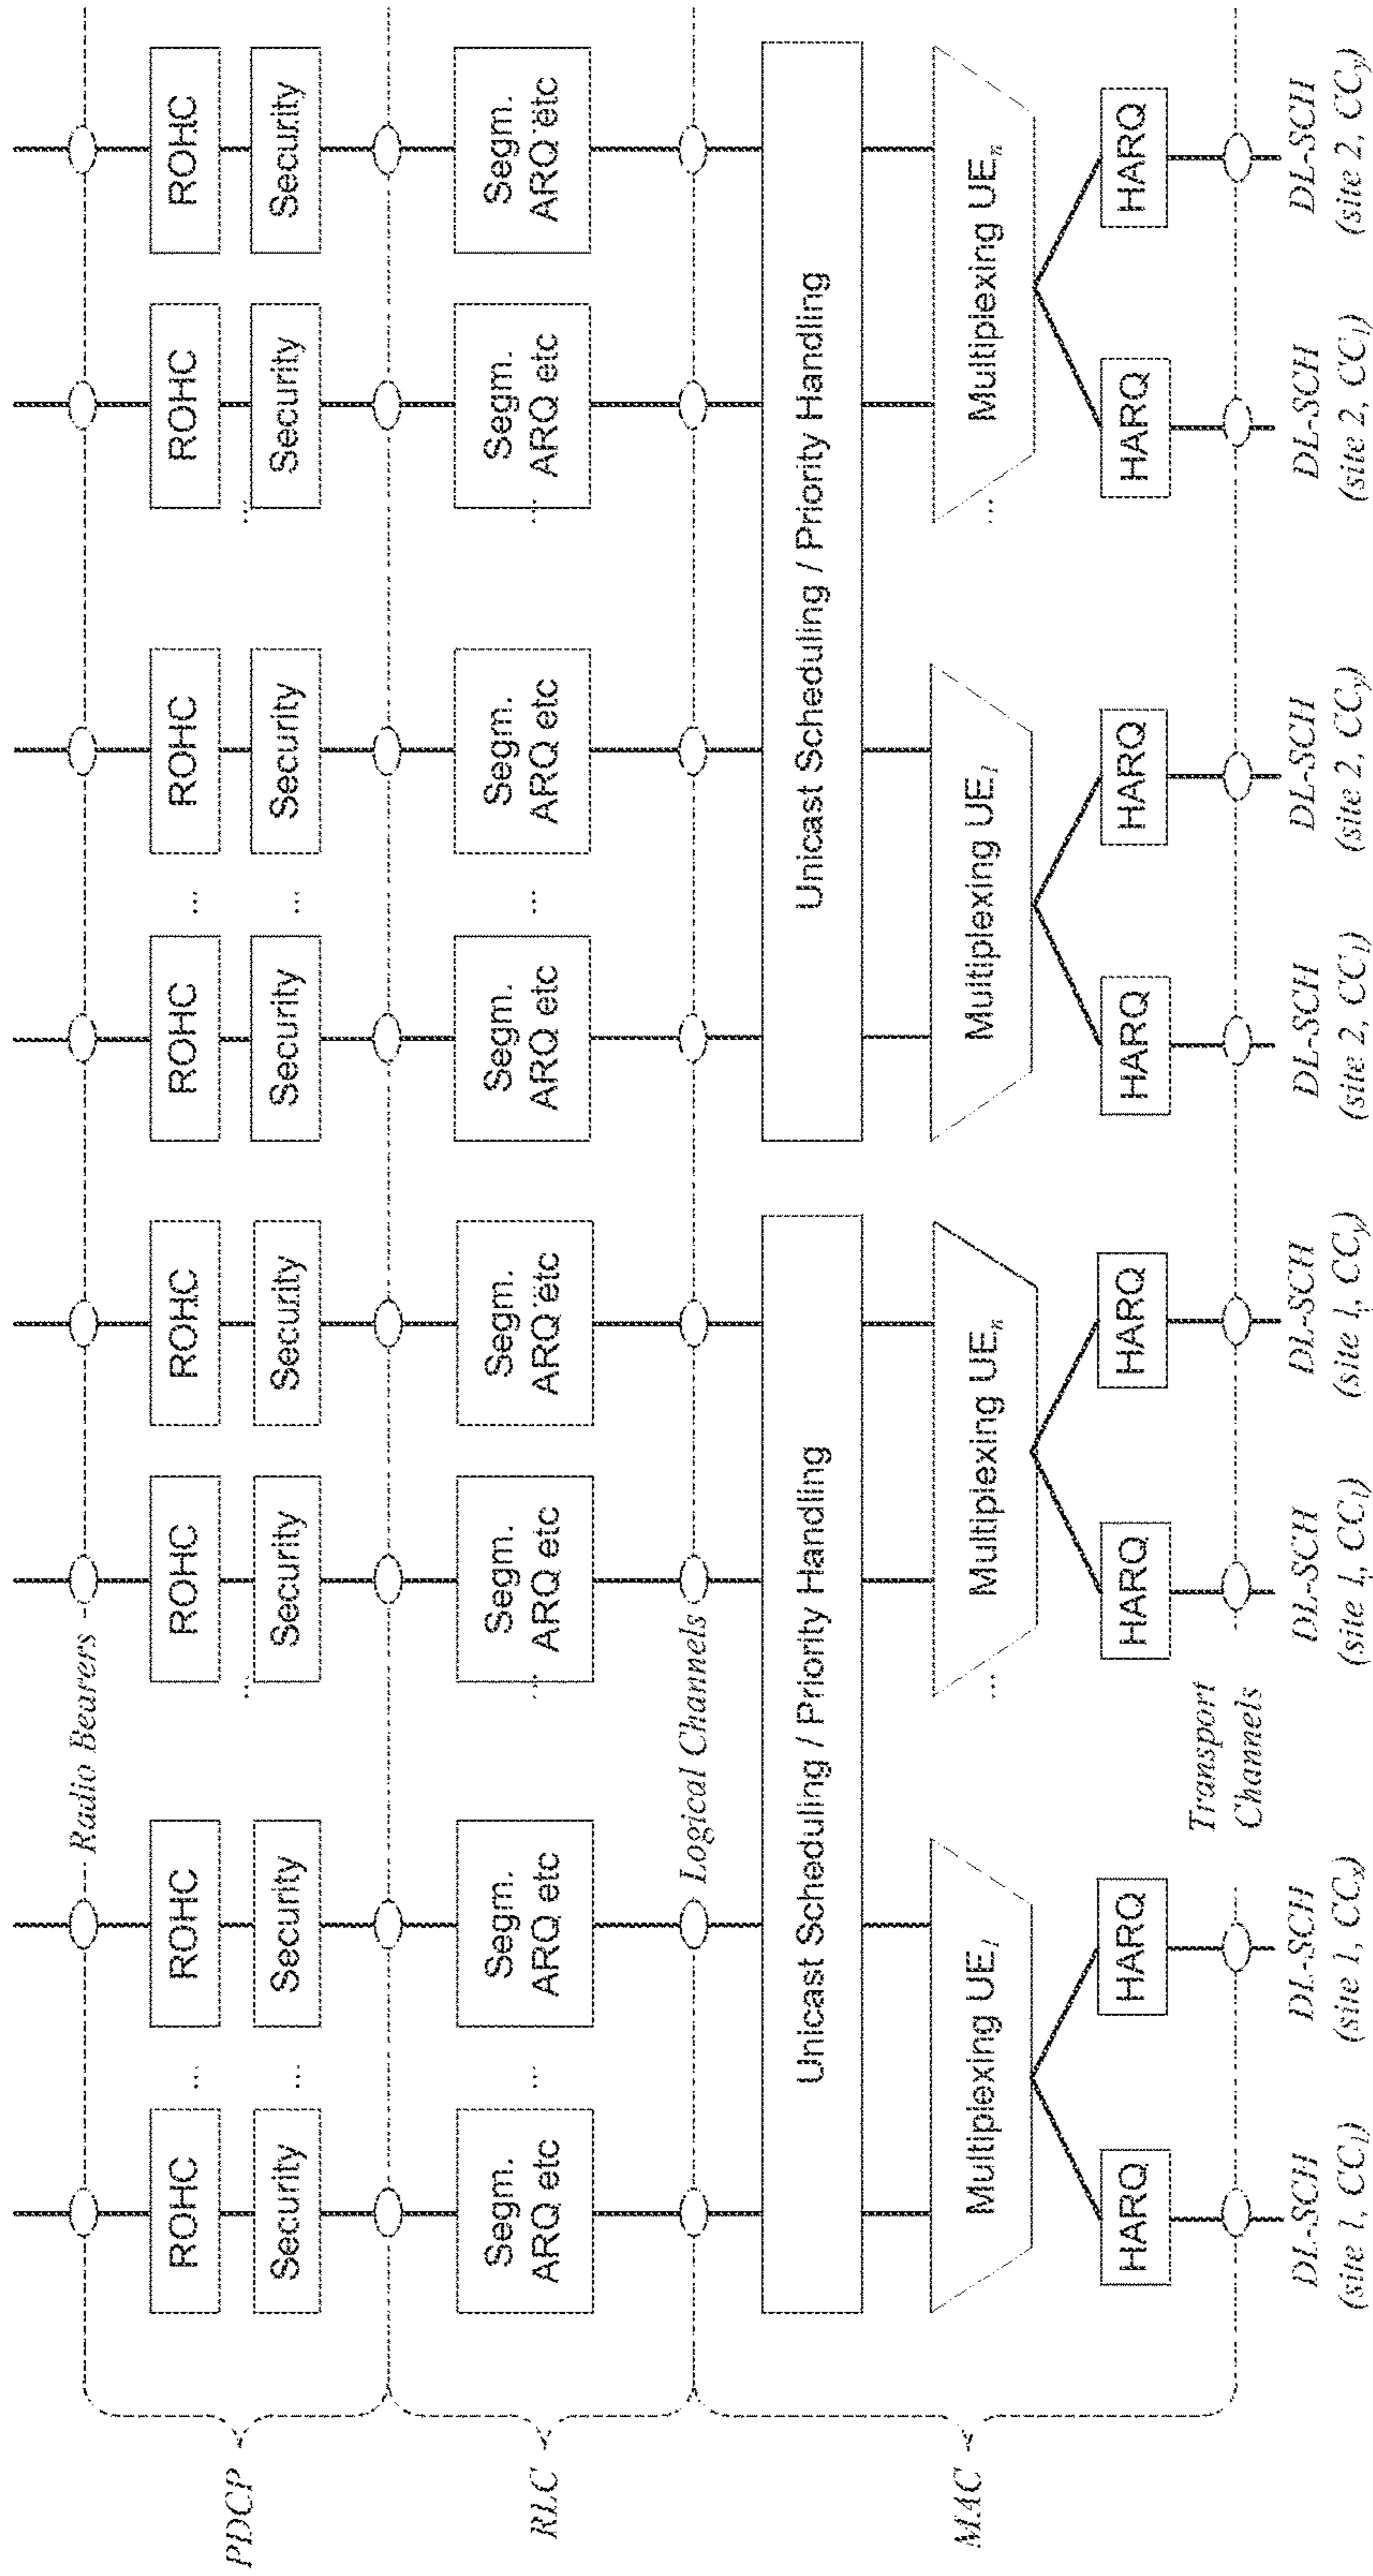 Radio Bearers
PDCP
ROHC
...
ROHC
ROHC
ROHC
ROHC
...
ROHC
ROHC
ROHC
Security
...
Security
...
Security
Security
Security
...
Security
...
Security
Security
RLC
Segm.
ARQ etc
...
Segm.
ARQ etc
...
Segm.
ARQ etc
Segm.
ARQ etc
Segm.
ARQ etc
...
Segm.
ARQ etc
...
Segm.
ARQ etc
Segm.
ARQ etc
Logical Channels
MAC
Unicast Scheduling / Priority Handling
Unicast Scheduling / Priority Handling
Multiplexing UE1
...
Multiplexing UEn
Multiplexing UE1
...
Multiplexing UEn
HARQ
HARQ
HARQ
HARQ
HARQ
HARQ
HARQ
HARQ
Transport
Channels
DL-SCH
(site 1, CC1)
DL-SCH
(site 1, CCx)
DL-SCH
(site 1, CC1)
DL-SCH
(site 1, CCy)
DL-SCH
(site 2, CC1)
DL-SCH
(site 2, CCy)
DL-SCH
(site 2, CC1)
DL-SCH
(site 2, CCy)